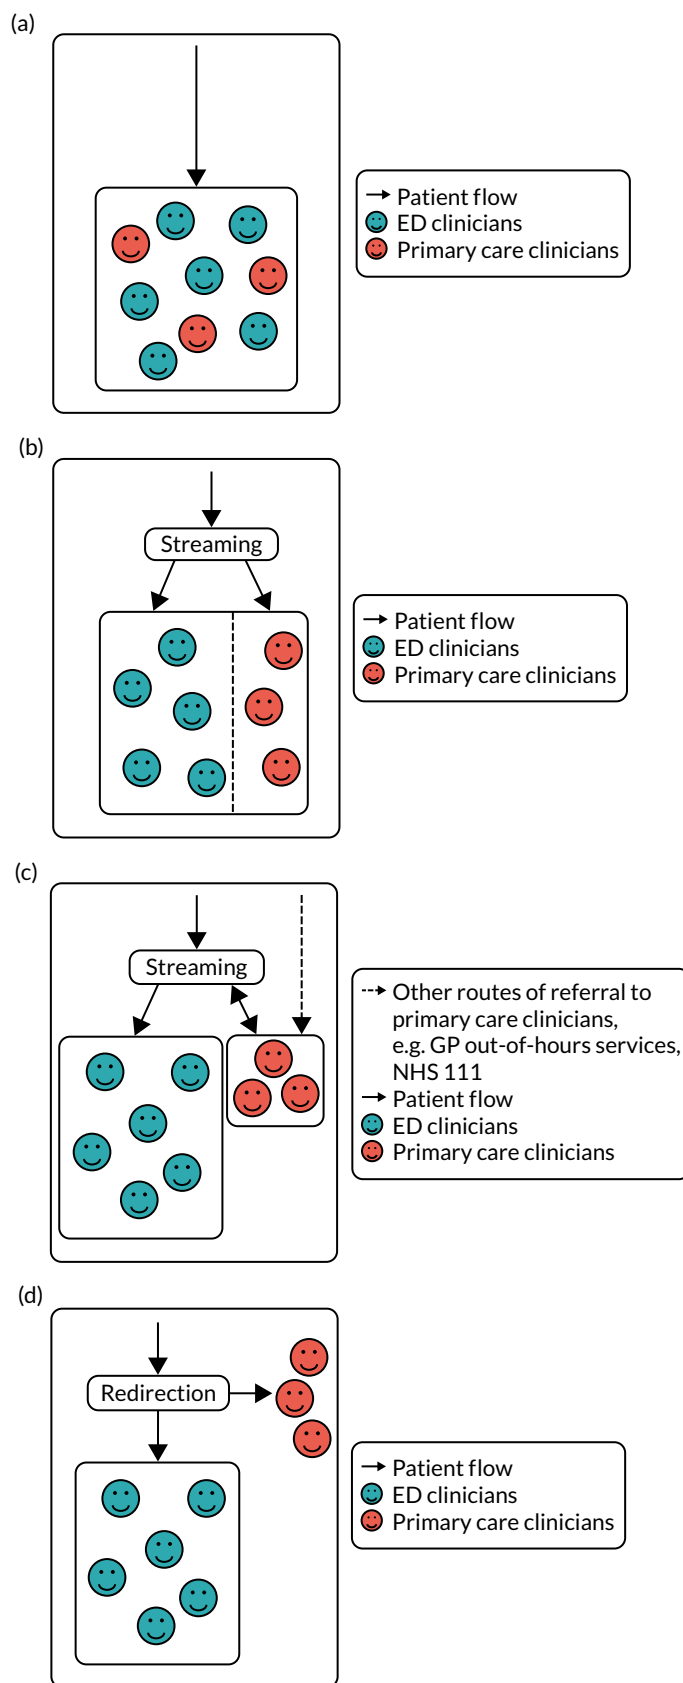 (a)
Patient flow
ED clinicians
Primary care clinicians
(b)
Streaming
Patient flow
ED clinicians
Primary care clinicians
(c)
Streaming
Other routes of referral to
primary care clinicians,
e.g. GP out-of-hours services,
NHS 111
Patient flow
ED clinicians
Primary care clinicians
(d)
Redirection
Patient flow
ED clinicians
Primary care clinicians